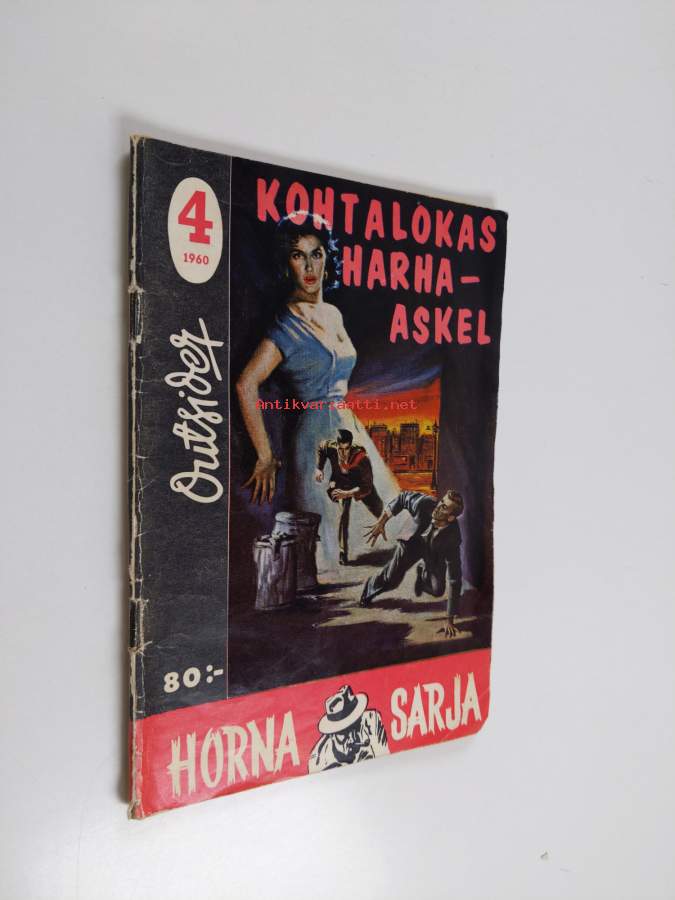 4
1960
KOHTALOKAS
HARHA-
ASKEL
Outsider
Antikvariaatti.net
80:-
HORNA SARJA